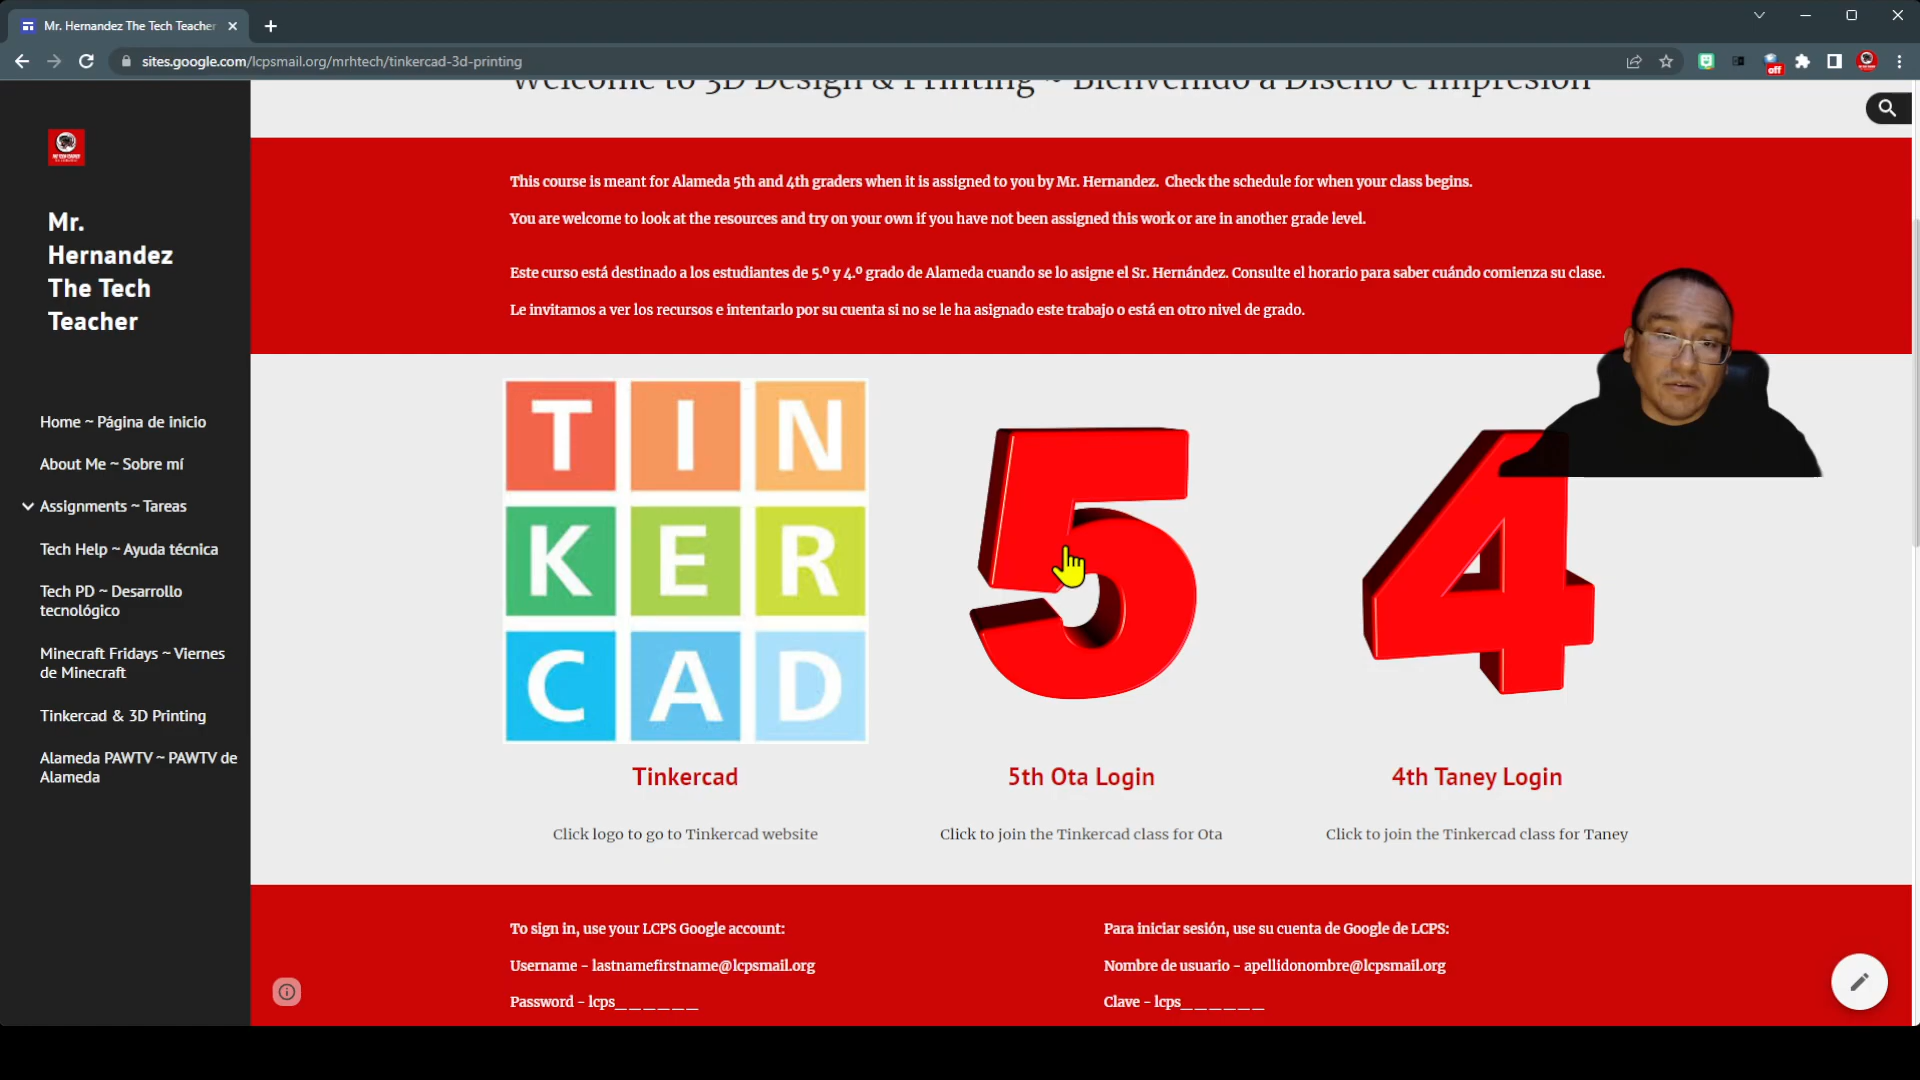 Mr. Hernandez The Tech Teacher
sites.google.com/lcpsmail.org/mrhtech/tinkercad-3d-printing
off
Welcome to 3D Design & Printing ~ Bienvenido a Diseño e Impresión
Mr.
Hernandez
The Tech
Teacher
Home ~ Página de inicio
About Me ~ Sobre mí
Assignments ~ Tareas
Tech Help ~ Ayuda técnica
Tech PD ~ Desarrollo
tecnológico
Minecraft Fridays ~ Viernes
de Minecraft
Tinkercad & 3D Printing
Alameda PAWTV ~ PAWTV de
Alameda
This course is meant for Alameda 5th and 4th graders when it is assigned to you by Mr. Hernandez.  Check the schedule for when your class begins.
You are welcome to look at the resources and try on your own if you have not been assigned this work or are in another grade level.
Este curso está destinado a los estudiantes de 5.º y 4.º grado de Alameda cuando se lo asigne el Sr. Hernández. Consulte el horario para saber cuándo comienza su clase.
Le invitamos a ver los recursos e intentarlo por su cuenta si no se le ha asignado este trabajo o está en otro nivel de grado.
T I N
K E R
C A D
5
4
Tinkercad
Click logo to go to Tinkercad website
5th Ota Login
Click to join the Tinkercad class for Ota
4th Taney Login
Click to join the Tinkercad class for Taney
To sign in, use your LCPS Google account:
Username - lastnamefirstname@lcpsmail.org
Password - lcps______
Para iniciar sesión, use su cuenta de Google de LCPS:
Nombre de usuario - apellidonombre@lcpsmail.org
Clave - lcps______